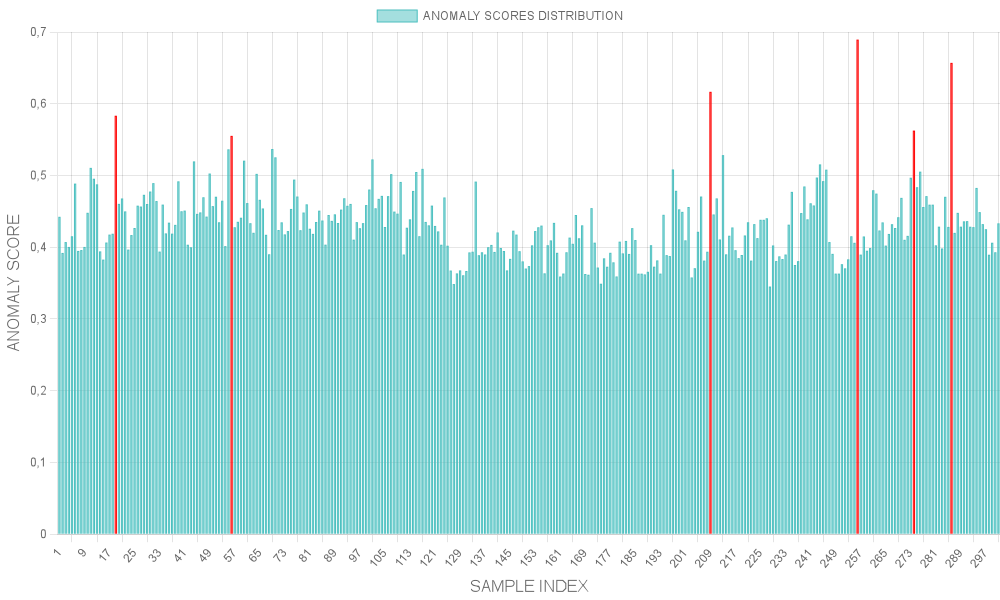 ANOMALY SCORES DISTRIBUTION
0,7
0,6
0,5
0,4
0,3
0,2
0,1
0
ANOMALY SCORE
1 9 17 25 33 41 49 57 65 73 81 89 97 105 113 121 129 137 145 153 161 169 177 185 193 201 209 217 225 233 241 249 257 265 273 281 289 297
SAMPLE INDEX